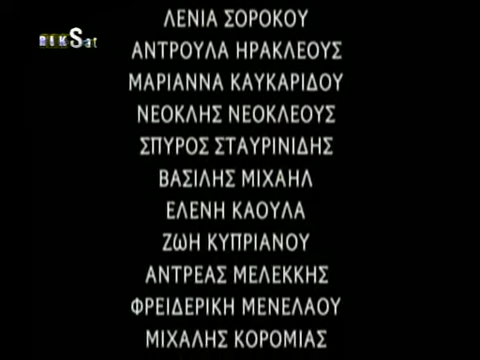 ΡΙΚSat
ΛΕΝΙΑ ΣΟΡΟΚΟΥ
ΑΝΤΡΟΥΛΑ ΗΡΑΚΛΕΟΥΣ
ΜΑΡΙΑΝΝΑ ΚΑΥΚΑΡΙΔΟΥ
ΝΕΟΚΛΗΣ ΝΕΟΚΛΕΟΥΣ
ΣΠΥΡΟΣ ΣΤΑΥΡΙΝΙΔΗΣ
ΒΑΣΙΛΗΣ ΜΙΧΑΗΛ
ΕΛΕΝΗ ΚΑΟΥΛΑ
ΖΩΗ ΚΥΠΡΙΑΝΟΥ
ΑΝΤΡΕΑΣ ΜΕΛΕΚΚΗΣ
ΦΡΕΙΔΕΡΙΚΗ ΜΕΝΕΛΑΟΥ
ΜΙΧΑΛΗΣ ΚΟΡΟΜΙΑΣ